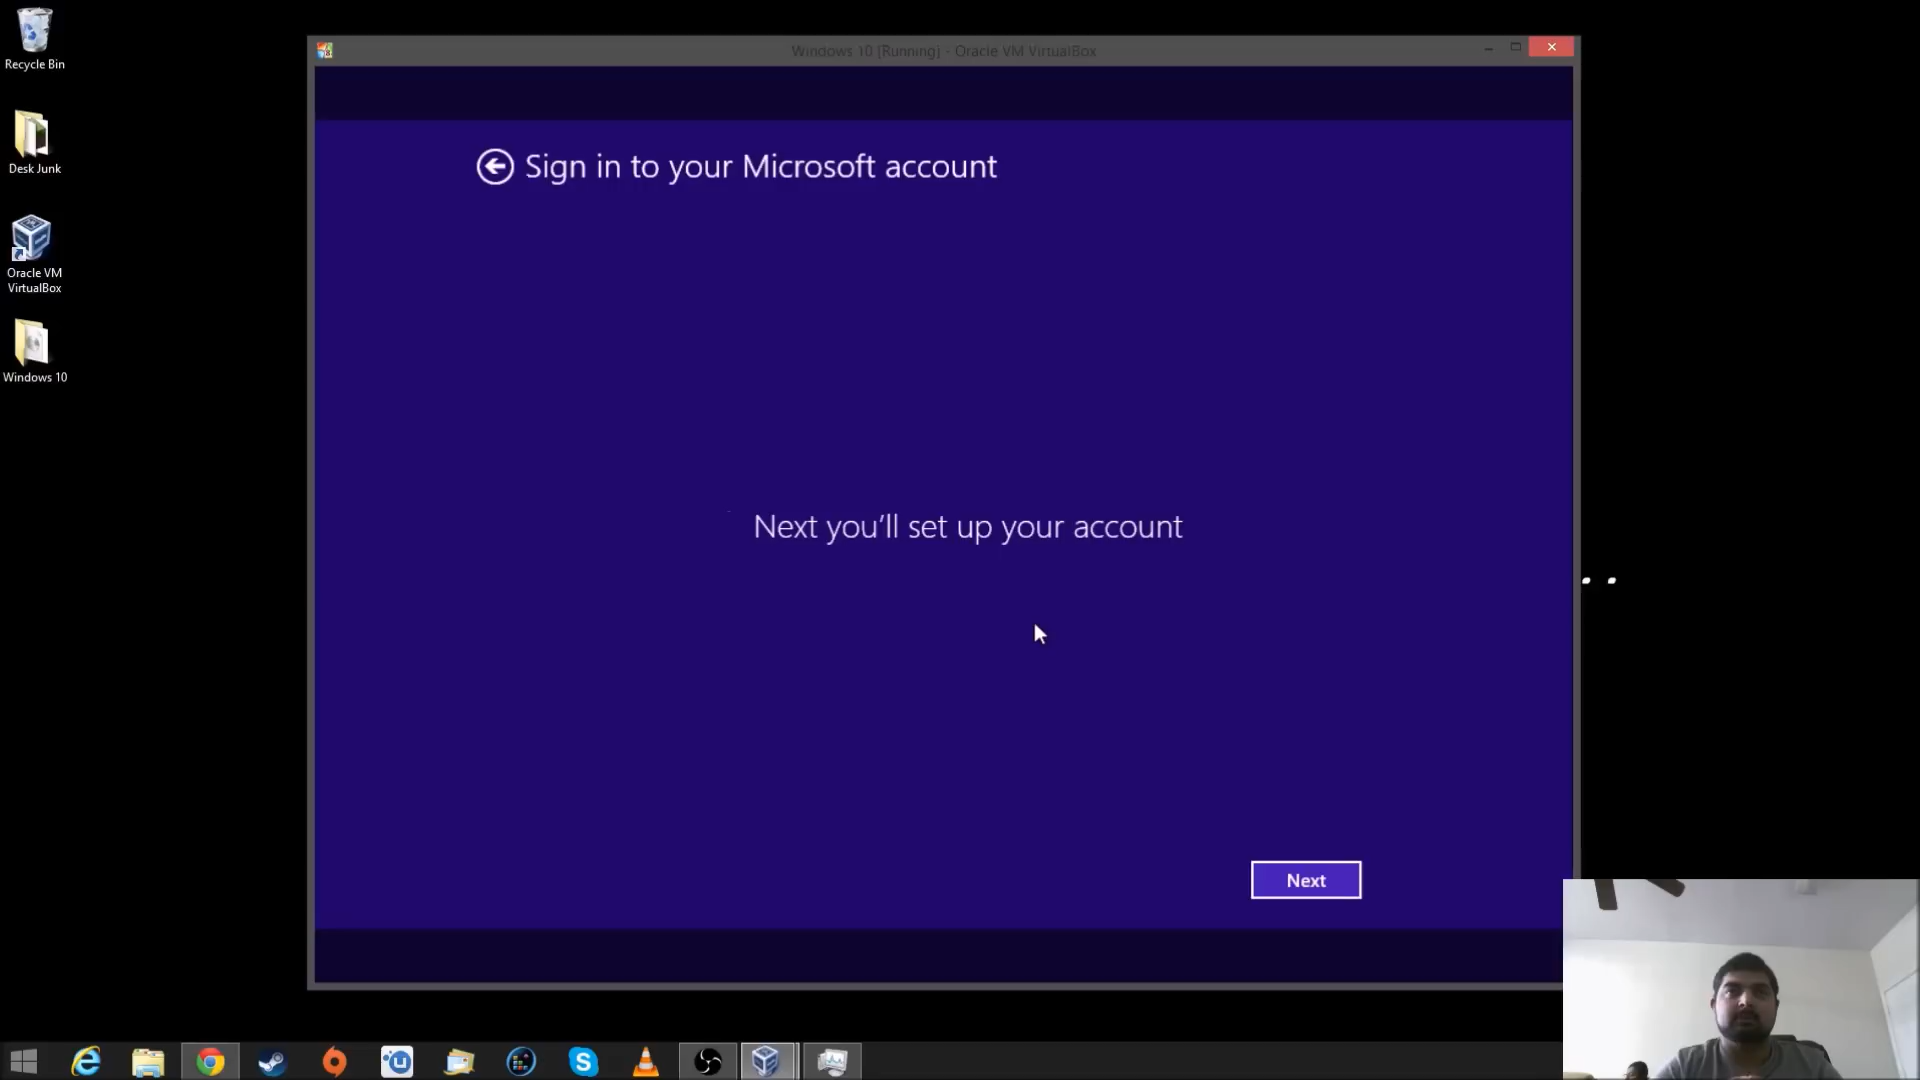 Recycle Bin
Desk Junk
Oracle VM
VirtualBox
Windows 10
Windows 10 [Running] - Oracle VM VirtualBox
Sign in to your Microsoft account
Next you'll set up your account
Next